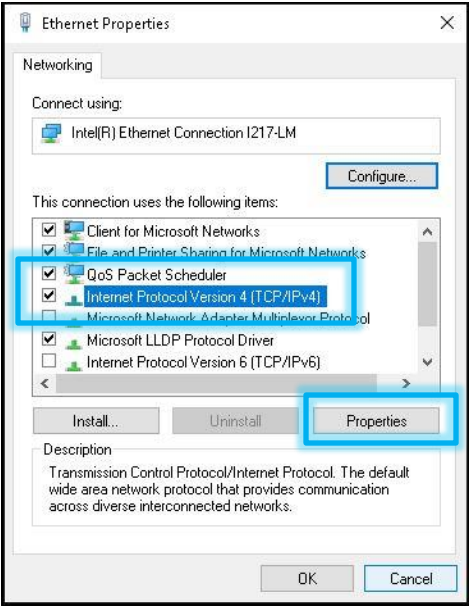 Ethernet Properties
Networking
Connect using:
Intel(R) Ethernet Connection I217-LM
Configure...
This connection uses the following items:
Client for Microsoft Networks
File and Printer Sharing for Microsoft Networks
QoS Packet Scheduler
Internet Protocol Version 4 (TCP/IPv4)
Microsoft Network Adapter Multiplexor Protocol
Microsoft LLDP Protocol Driver
Internet Protocol Version 6 (TCP/IPv6)
Install... Uninstall Properties
Description
Transmission Control Protocol/Internet Protocol. The default
wide area network protocol that provides communication
across diverse interconnected networks.
OK Cancel